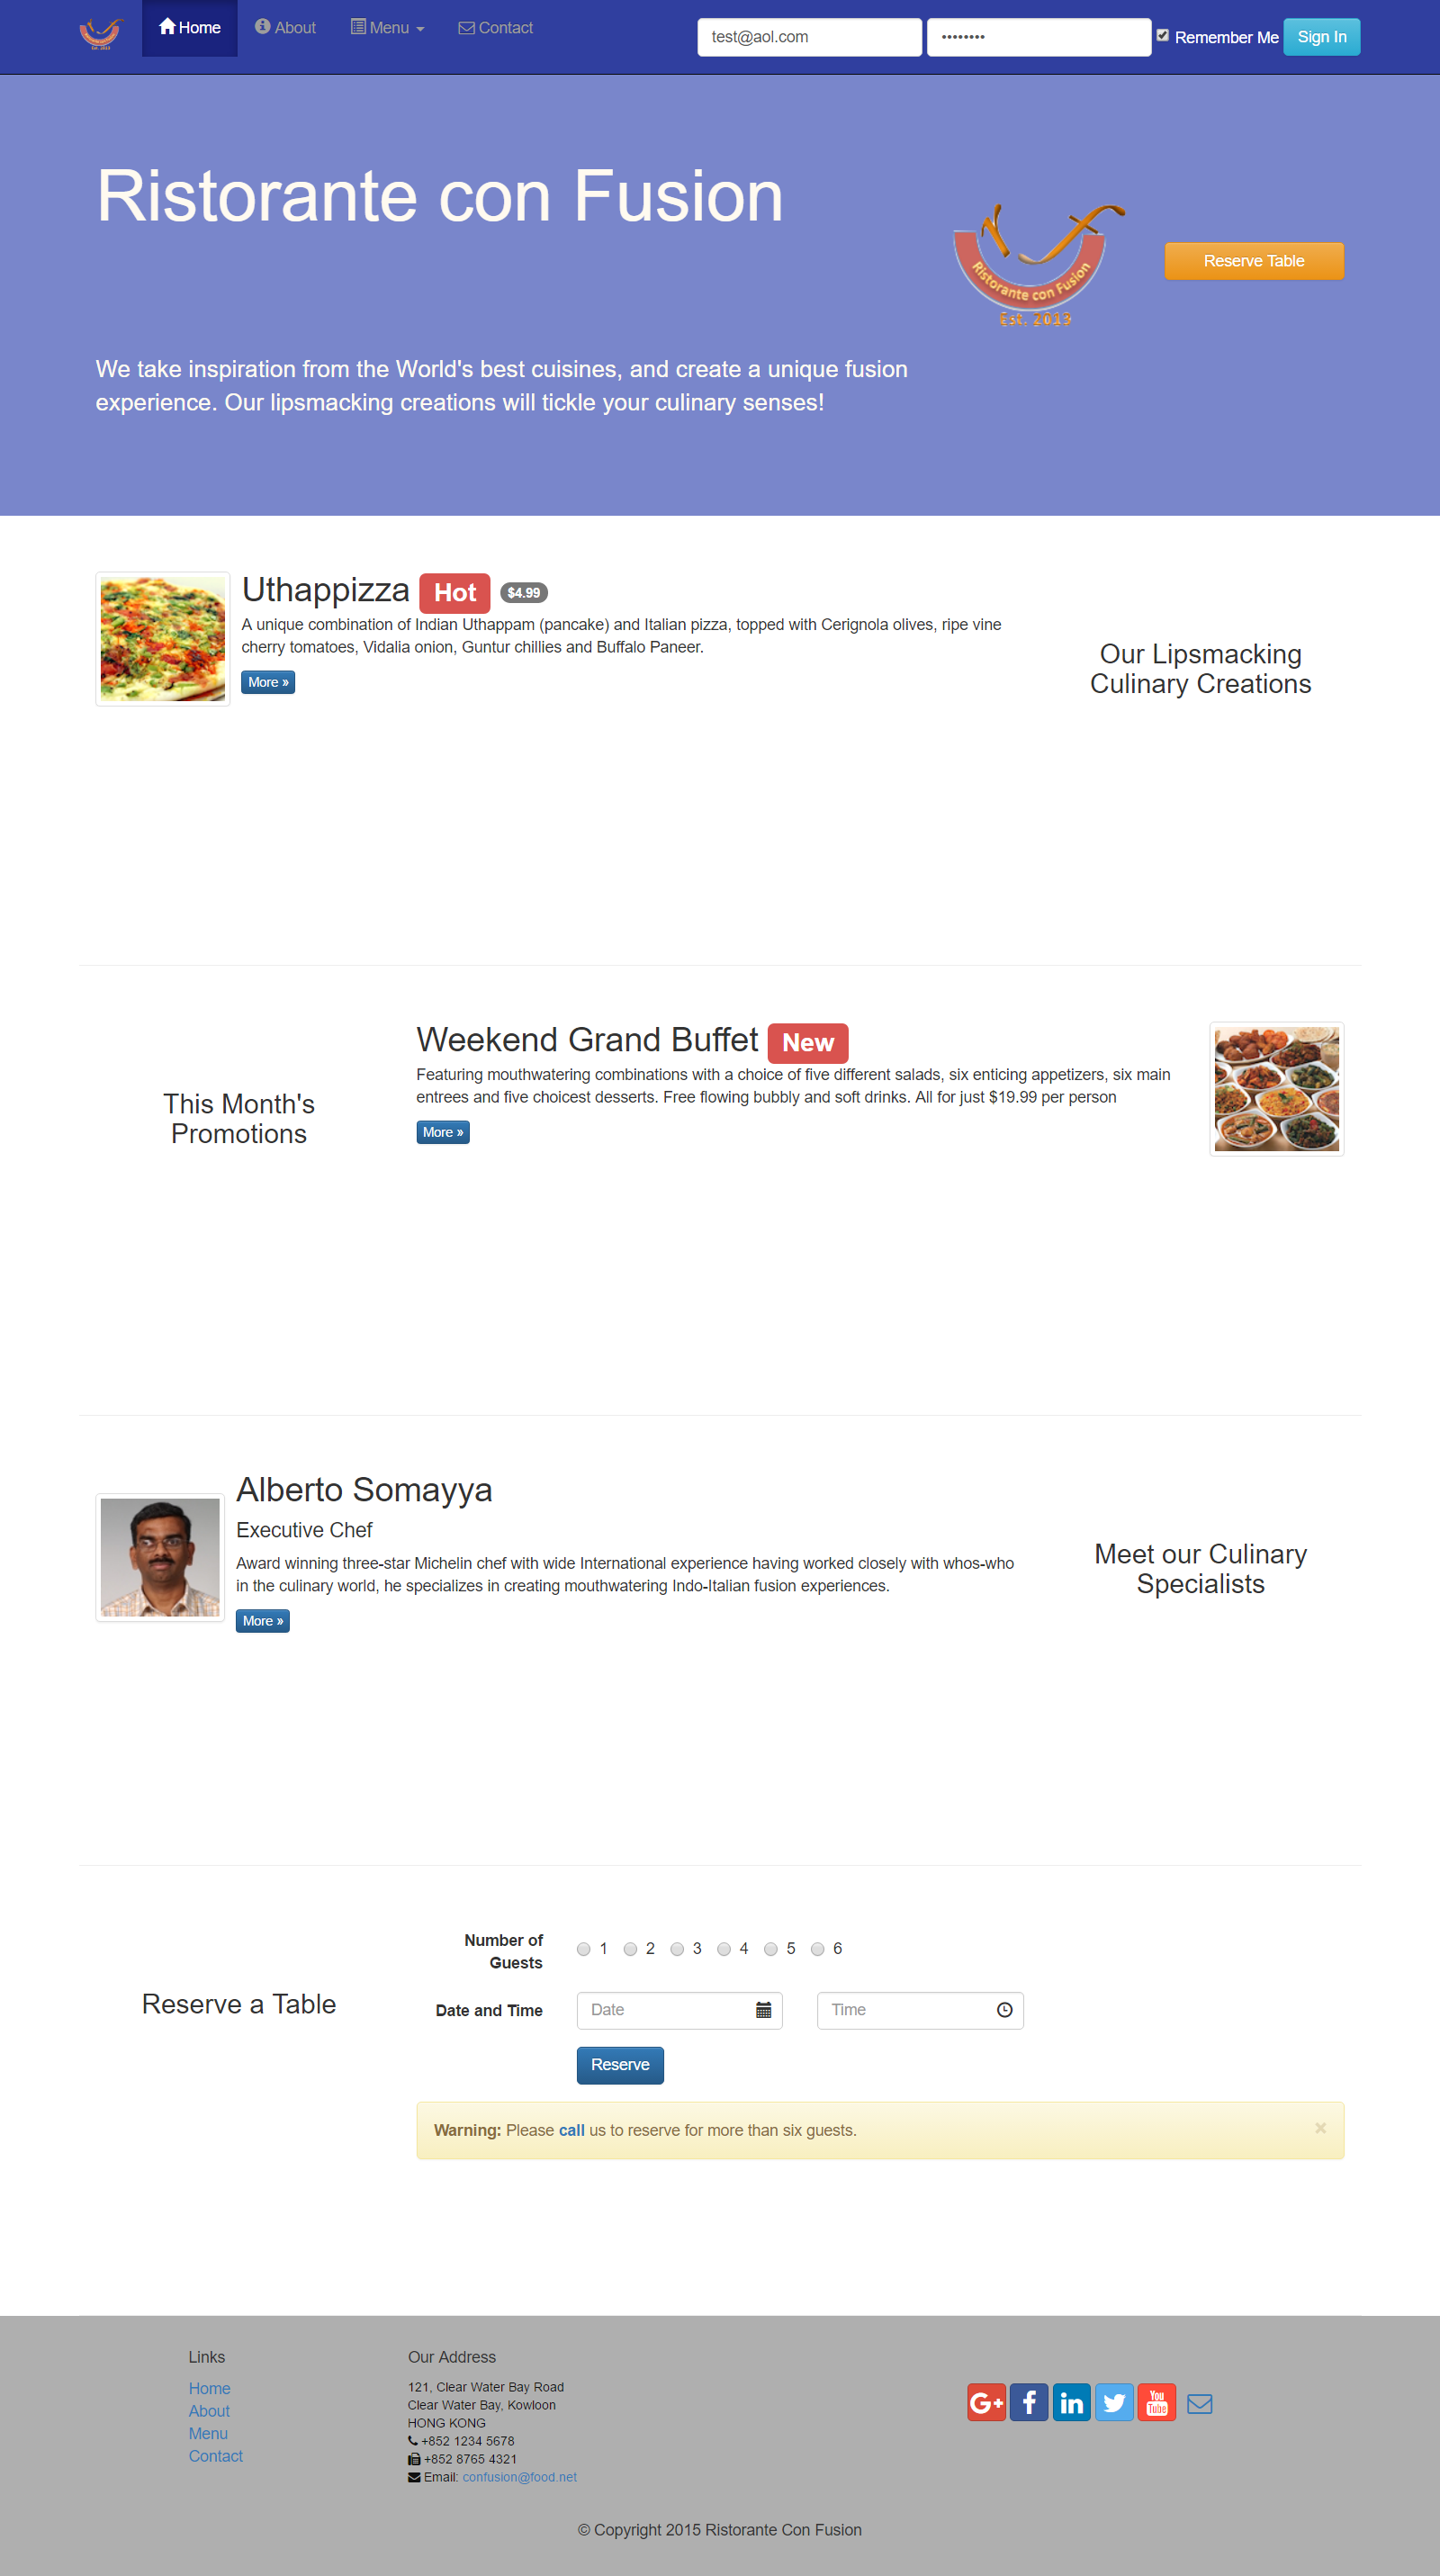 Home About Menu Contact test@aol.com •••••••• Remember Me Sign In
Ristorante con Fusion
Ristorante con Fusion
Est. 2013
Reserve Table
We take inspiration from the World's best cuisines, and create a unique fusion
experience. Our lipsmacking creations will tickle your culinary senses!
Uthappizza Hot $4.99
A unique combination of Indian Uthappam (pancake) and Italian pizza, topped with Cerignola olives, ripe vine
cherry tomatoes, Vidalia onion, Guntur chillies and Buffalo Paneer.
More »
Our Lipsmacking
Culinary Creations
This Month's
Promotions
Weekend Grand Buffet New
Featuring mouthwatering combinations with a choice of five different salads, six enticing appetizers, six main
entrees and five choicest desserts. Free flowing bubbly and soft drinks. All for just $19.99 per person
More »
Alberto Somayya
Executive Chef
Award winning three-star Michelin chef with wide International experience having worked closely with whos-who
in the culinary world, he specializes in creating mouthwatering Indo-Italian fusion experiences.
More »
Meet our Culinary
Specialists
Reserve a Table
Number of
Guests
1 2 3 4 5 6
Date and Time Date Time
Reserve
Warning: Please call us to reserve for more than six guests. ×
Links
Home
About
Menu
Contact
Our Address
121, Clear Water Bay Road
Clear Water Bay, Kowloon
HONG KONG
+852 1234 5678
+852 8765 4321
Email: confusion@food.net
G+ f in You Tube
© Copyright 2015 Ristorante Con Fusion